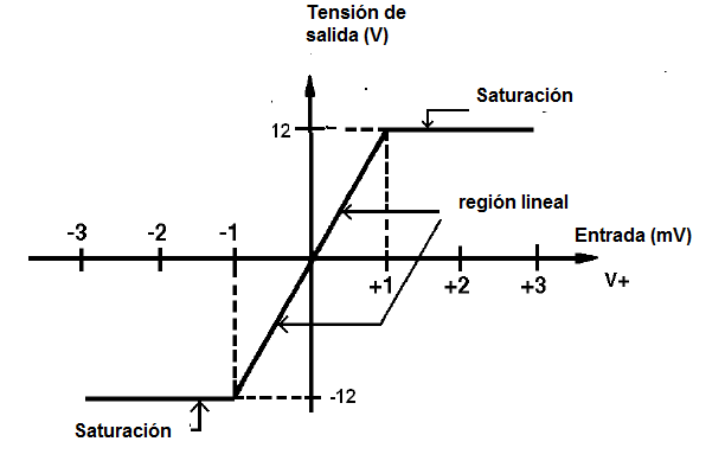 Tensión de
salida (V)
Saturación
12
región lineal
-3 -2 -1
Entrada (mV)
+1 +2 +3 V+
-12
Saturación